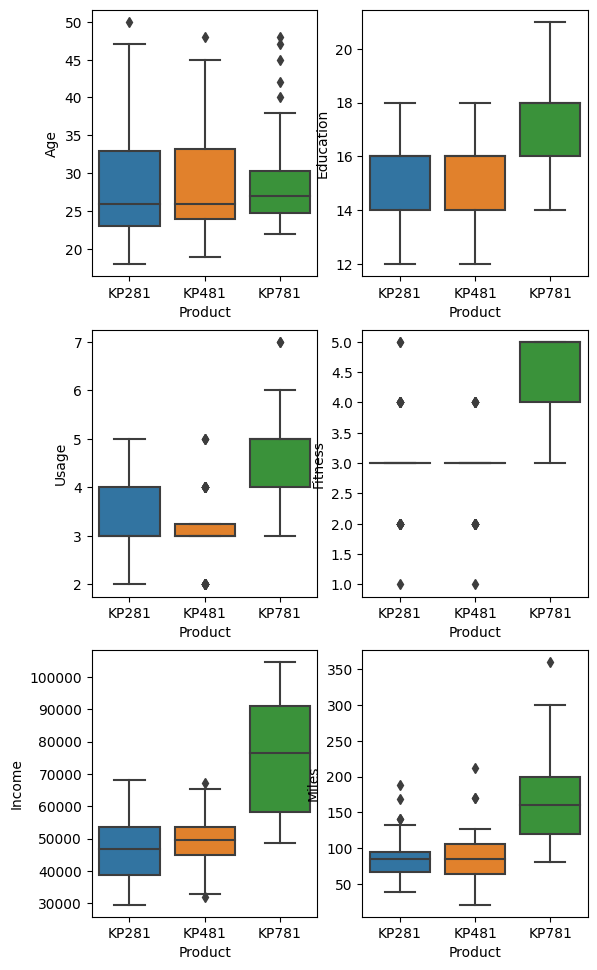 Age
50
45
40
35
30
25
20
KP281 KP481 KP781
Product
Education
20
18
16
14
12
KP281 KP481 KP781
Product
Usage
7
6
5
4
3
2
KP281 KP481 KP781
Product
Fitness
5.0
4.5
4.0
3.5
3.0
2.5
2.0
1.5
1.0
KP281 KP481 KP781
Product
Income
100000
90000
80000
70000
60000
50000
40000
30000
KP281 KP481 KP781
Product
Miles
350
300
250
200
150
100
50
KP281 KP481 KP781
Product